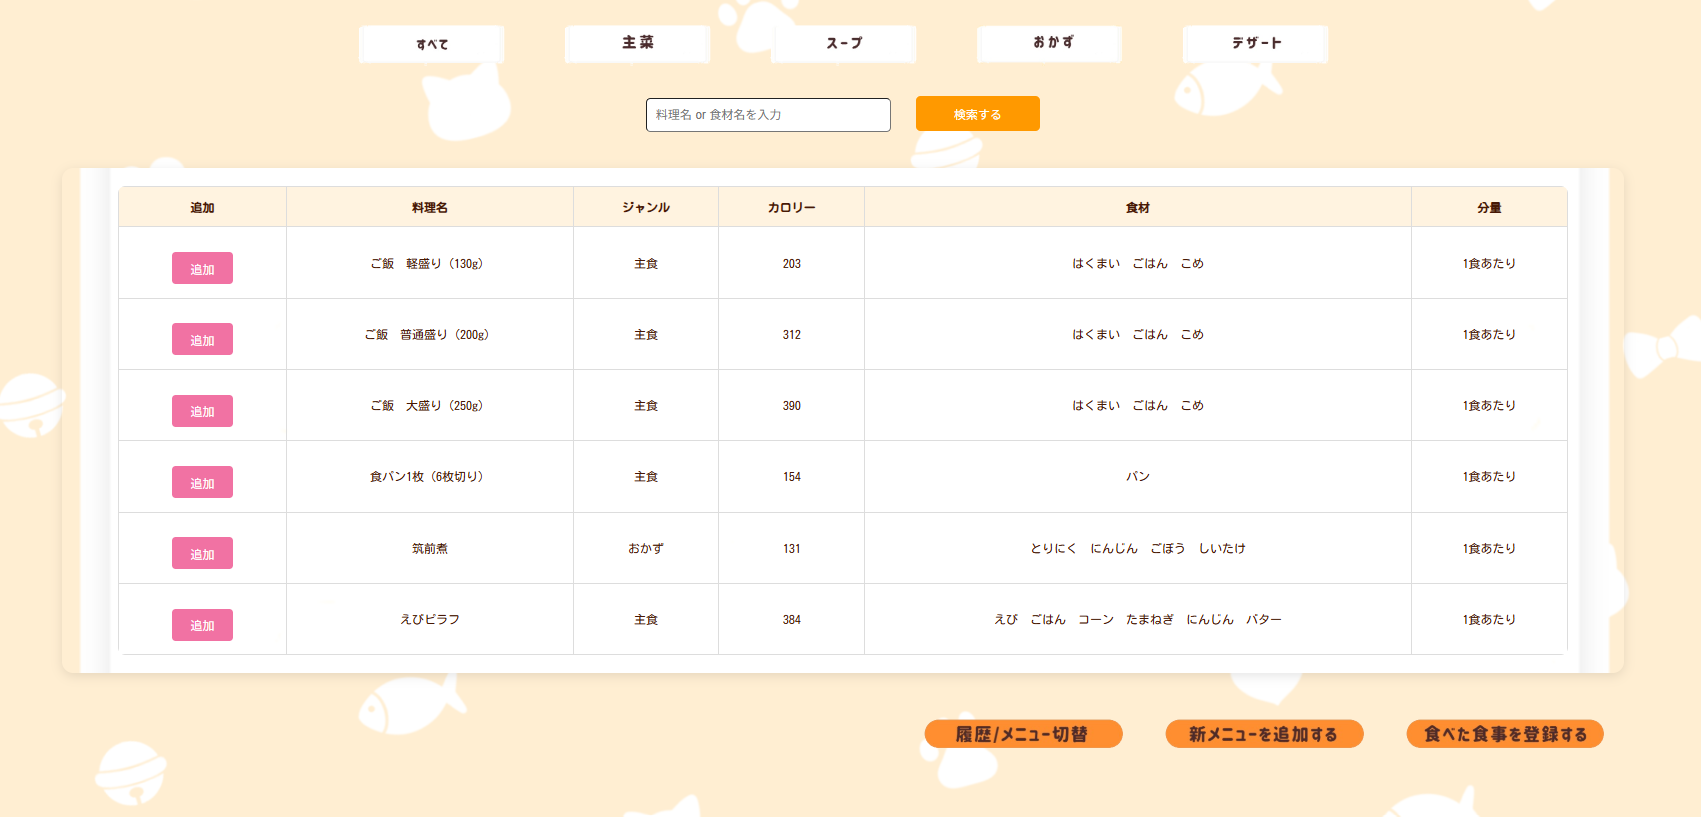 すべて 主菜 スープ おかず デザート
料理名 or 食材名を入力 検索する
追加 料理名 ジャンル カロリー 食材 分量
追加 ご飯　軽盛り（130g） 主食 203 はくまい　ごはん　こめ 1食あたり
追加 ご飯　普通盛り（200g） 主食 312 はくまい　ごはん　こめ 1食あたり
追加 ご飯　大盛り（250g） 主食 390 はくまい　ごはん　こめ 1食あたり
追加 食パン1枚（6枚切り） 主食 154 パン 1食あたり
追加 筑前煮 おかず 131 とりにく　にんじん　ごぼう　しいたけ 1食あたり
追加 えびピラフ 主食 384 えび　ごはん　コーン　たまねぎ　にんじん　バター 1食あたり
履歴/メニュー切替 新メニューを追加する 食べた食事を登録する